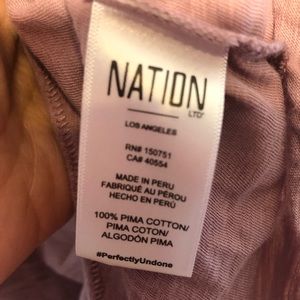 NATION
LTD
LOS ANGELES
RN# 150751
CA# 40554
MADE IN PERU
FABRIQUÉ AU PÉROU
HECHO EN PERÚ
100% PIMA COTTON/
PIMA COTON/
ALGODÓN PIMA
#PerfectlyUndone